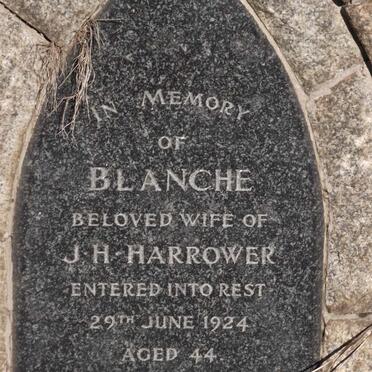 IN MEMORY
OF
BLANCHE
BELOVED WIFE OF
J.H. HARROWER
ENTERED INTO REST
29TH JUNE 1924
AGED 44